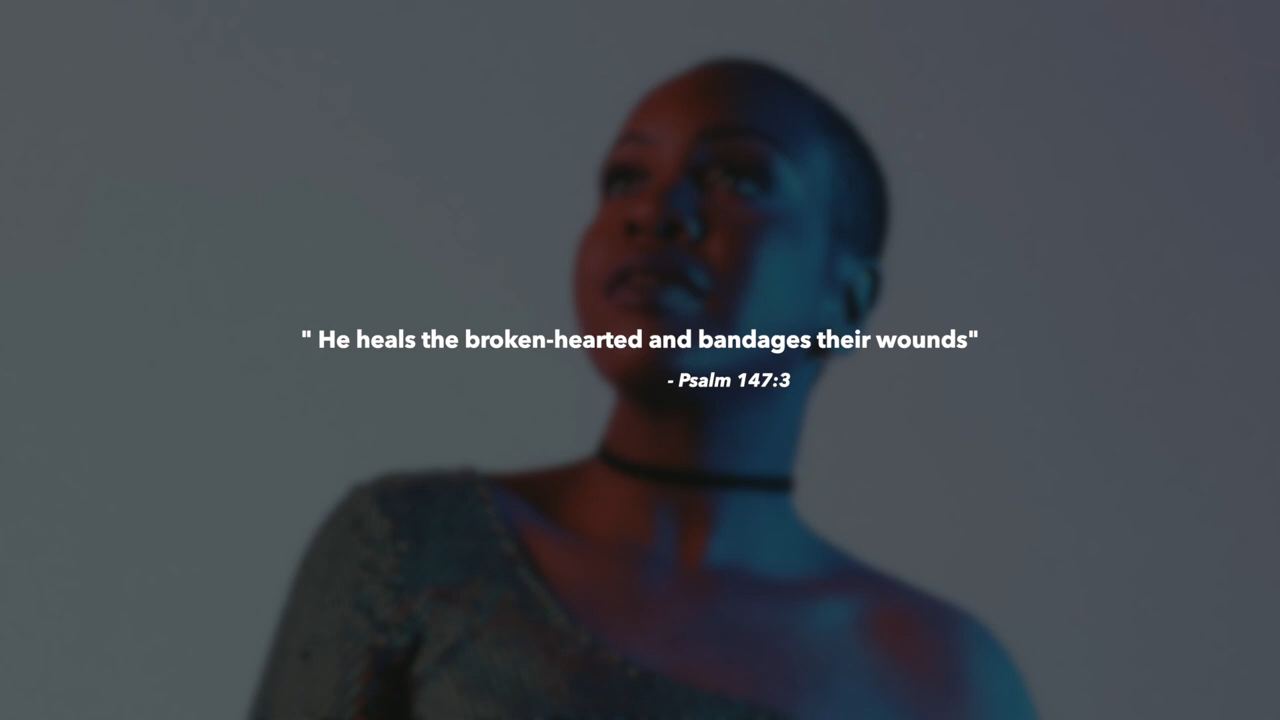 " He heals the broken-hearted and bandages their wounds"
- Psalm 147:3